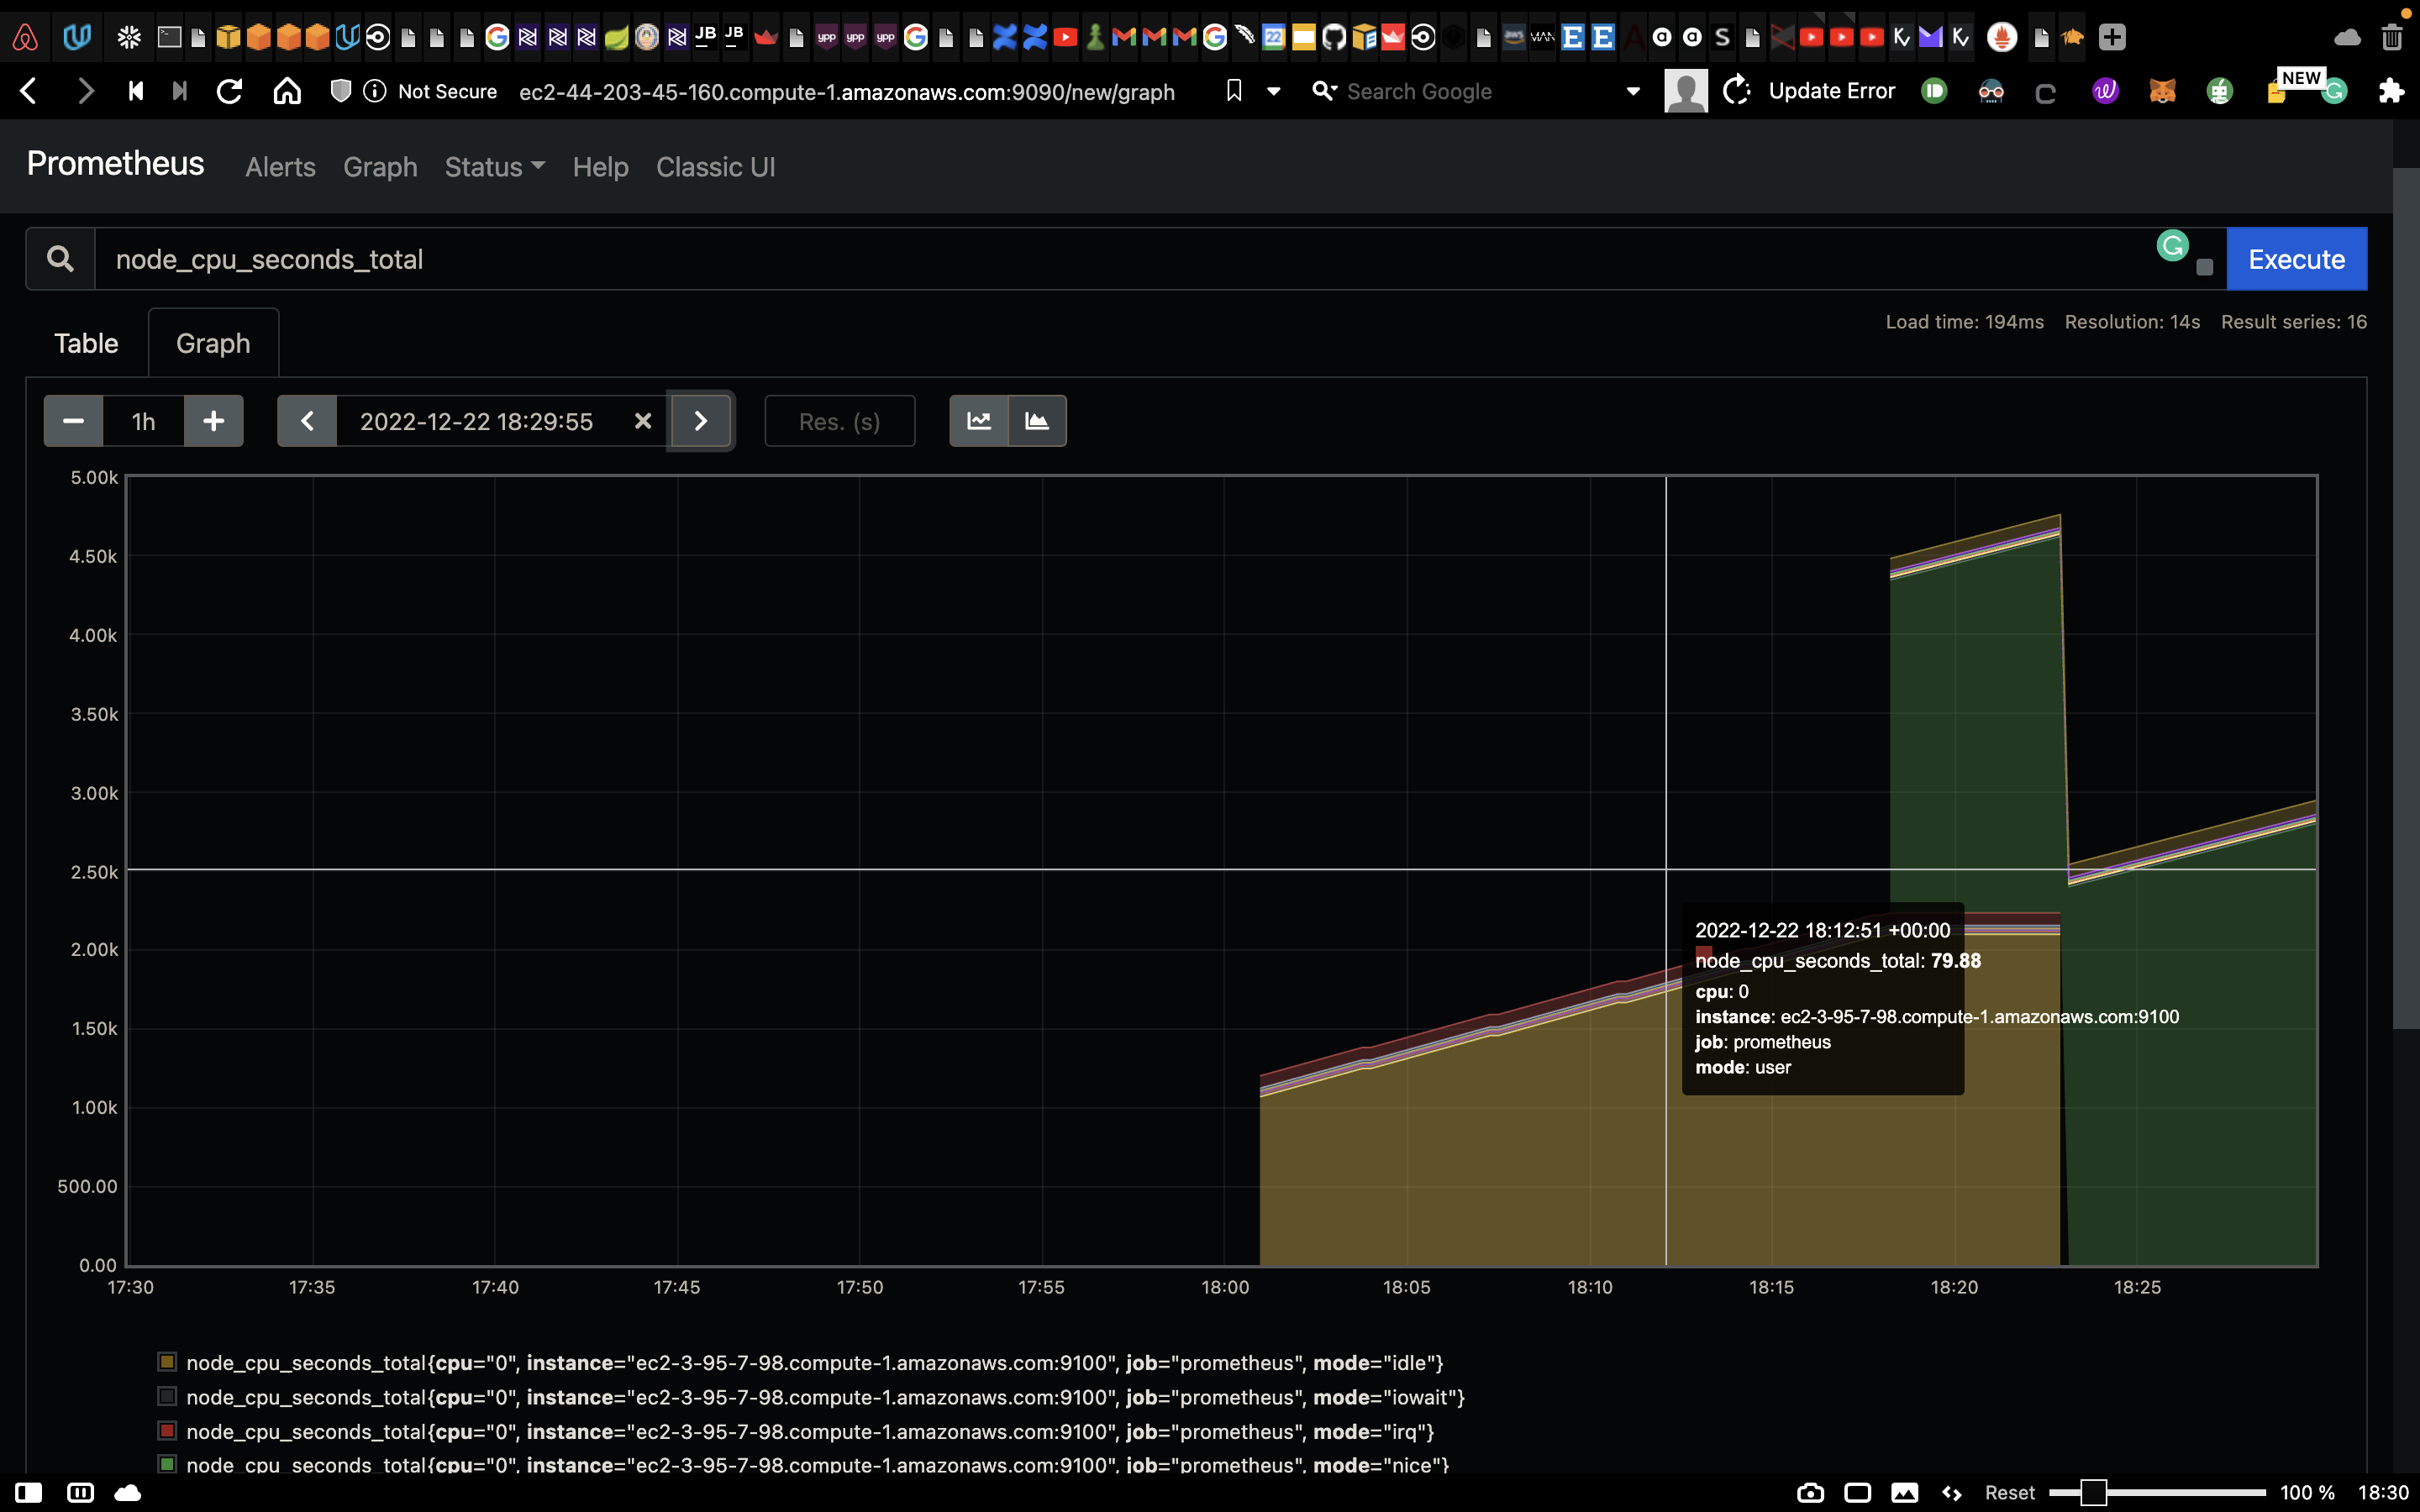 JB JB
YPP YPP YPP
22
aws MAN E E
a a S
Not Secure ec2-44-203-45-160.compute-1.amazonaws.com:9090/new/graph Search Google Update Error NEW
Prometheus Alerts Graph Status Help Classic UI
node_cpu_seconds_total Execute
Table Graph Load time: 194ms Resolution: 14s Result series: 16
1h 2022-12-22 18:29:55 Res. (s)
5.00k
4.50k
4.00k
3.50k
3.00k
2.50k
2.00k
1.50k
1.00k
500.00
0.00
2022-12-22 18:12:51 +00:00
node_cpu_seconds_total: 79.88
cpu: 0
instance: ec2-3-95-7-98.compute-1.amazonaws.com:9100
job: prometheus
mode: user
17:30 17:35 17:40 17:45 17:50 17:55 18:00 18:05 18:10 18:15 18:20 18:25
node_cpu_seconds_total{cpu="0", instance="ec2-3-95-7-98.compute-1.amazonaws.com:9100", job="prometheus", mode="idle"}
node_cpu_seconds_total{cpu="0", instance="ec2-3-95-7-98.compute-1.amazonaws.com:9100", job="prometheus", mode="iowait"}
node_cpu_seconds_total{cpu="0", instance="ec2-3-95-7-98.compute-1.amazonaws.com:9100", job="prometheus", mode="irq"}
node_cpu_seconds_total{cpu="0", instance="ec2-3-95-7-98.compute-1.amazonaws.com:9100", job="prometheus", mode="nice"}
Reset 100 % 18:30